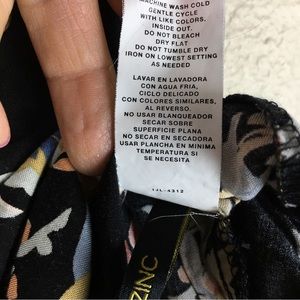 MACHINE WASH COLD
GENTLE CYCLE
WITH LIKE COLORS,
INSIDE OUT.
DO NOT BLEACH
DRY FLAT
DO NOT TUMBLE DRY
IRON ON LOWEST SETTING
AS NEEDED
LAVAR EN LAVADORA
CON AGUA FRIA,
CICLO DELICADO
CON COLORES SIMILARES,
AL REVERSO.
NO USAR BLANQUEADOR
SECAR SOBRE
SUPERFICIE PLANA
NO SECAR EN SECADORA
USAR PLANCHA EN MINIMA
TEMPERATURA SI
SE NECESITA
1JL-4312
ZINC